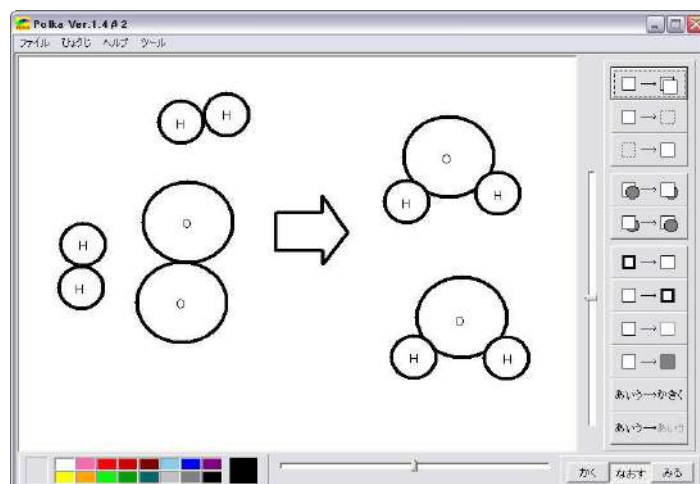 Polka Ver.1.4β2
ファイル ひょうじ ヘルプ ツール
H H
H
H
O
O
O
H H
O
H H
あいう→かきく
あいう→あいう
かく なおす みる